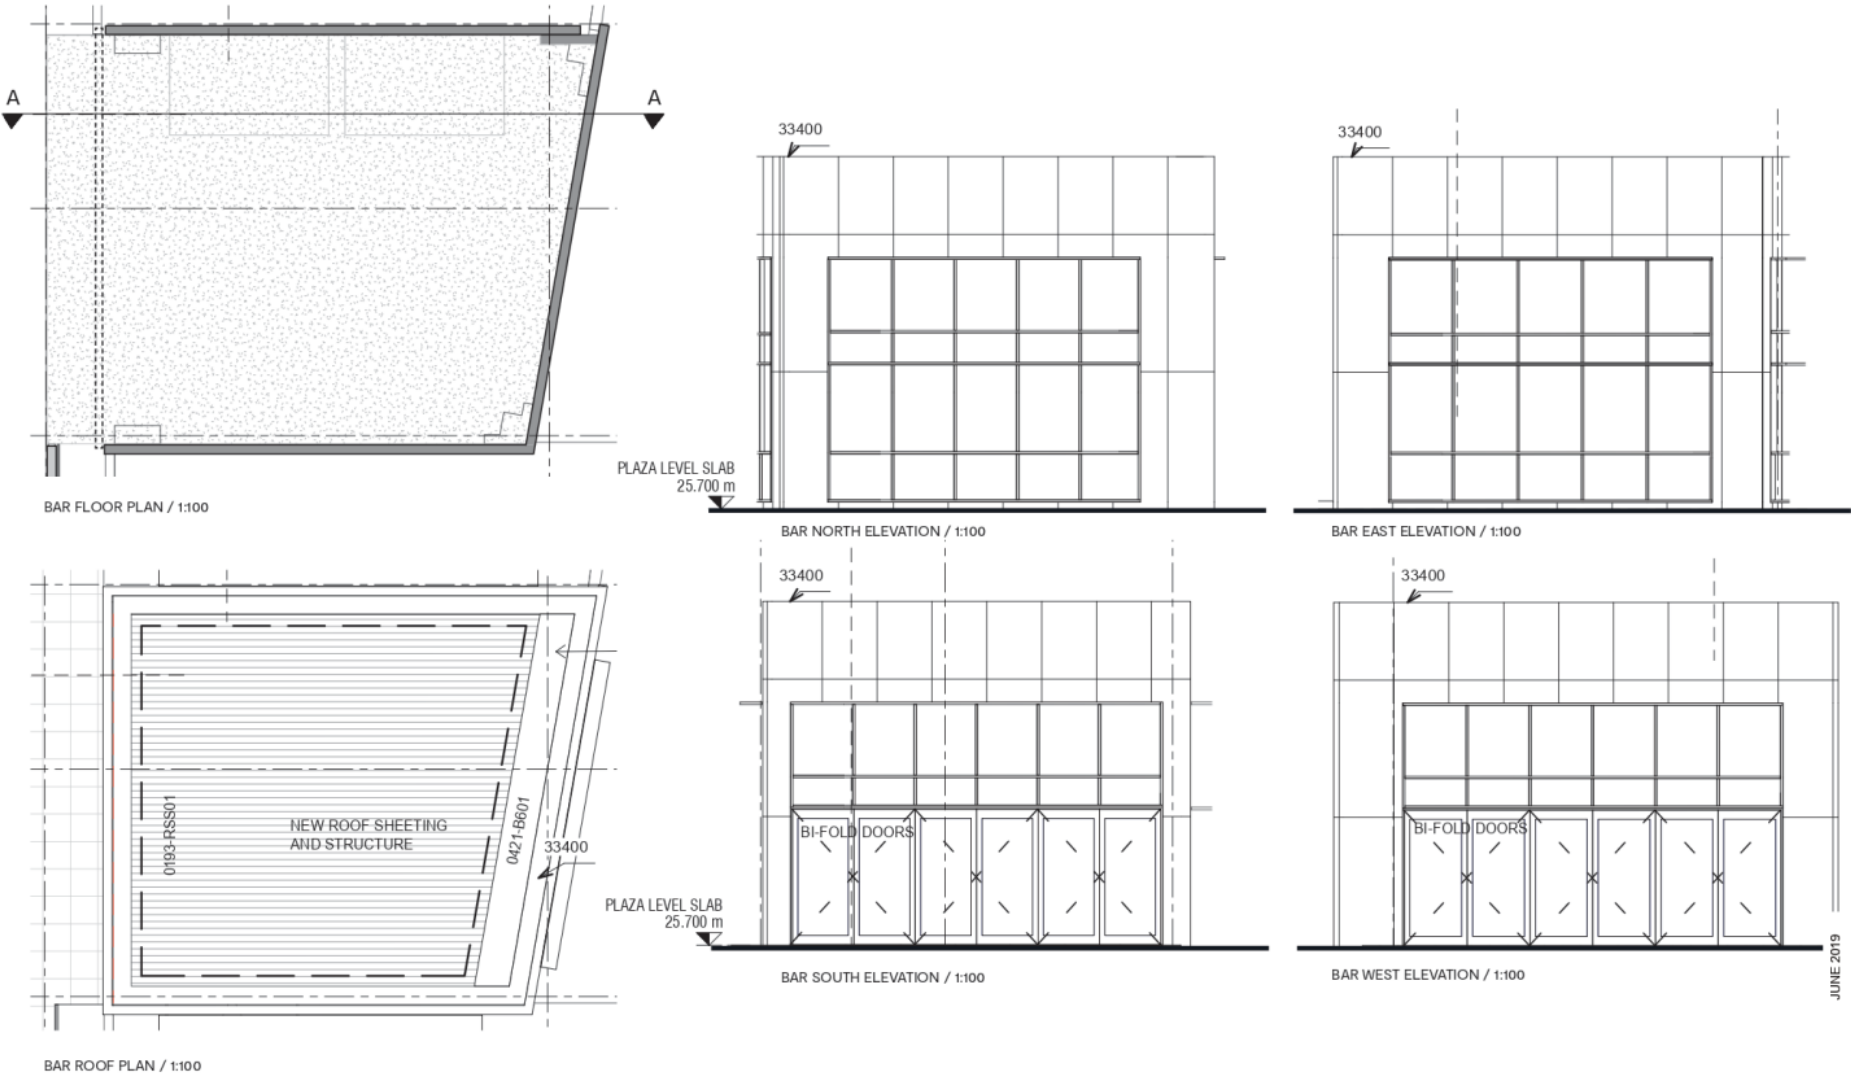 A
A
BAR FLOOR PLAN / 1:100
33400
PLAZA LEVEL SLAB
25.700 m
BAR NORTH ELEVATION / 1:100
33400
BAR EAST ELEVATION / 1:100
0193-RSS01
NEW ROOF SHEETING
AND STRUCTURE
0421-B601
33400
BAR ROOF PLAN / 1:100
33400
BI-FOLD DOORS
PLAZA LEVEL SLAB
25.700 m
BAR SOUTH ELEVATION / 1:100
33400
BI-FOLD DOORS
BAR WEST ELEVATION / 1:100
JUNE 2019